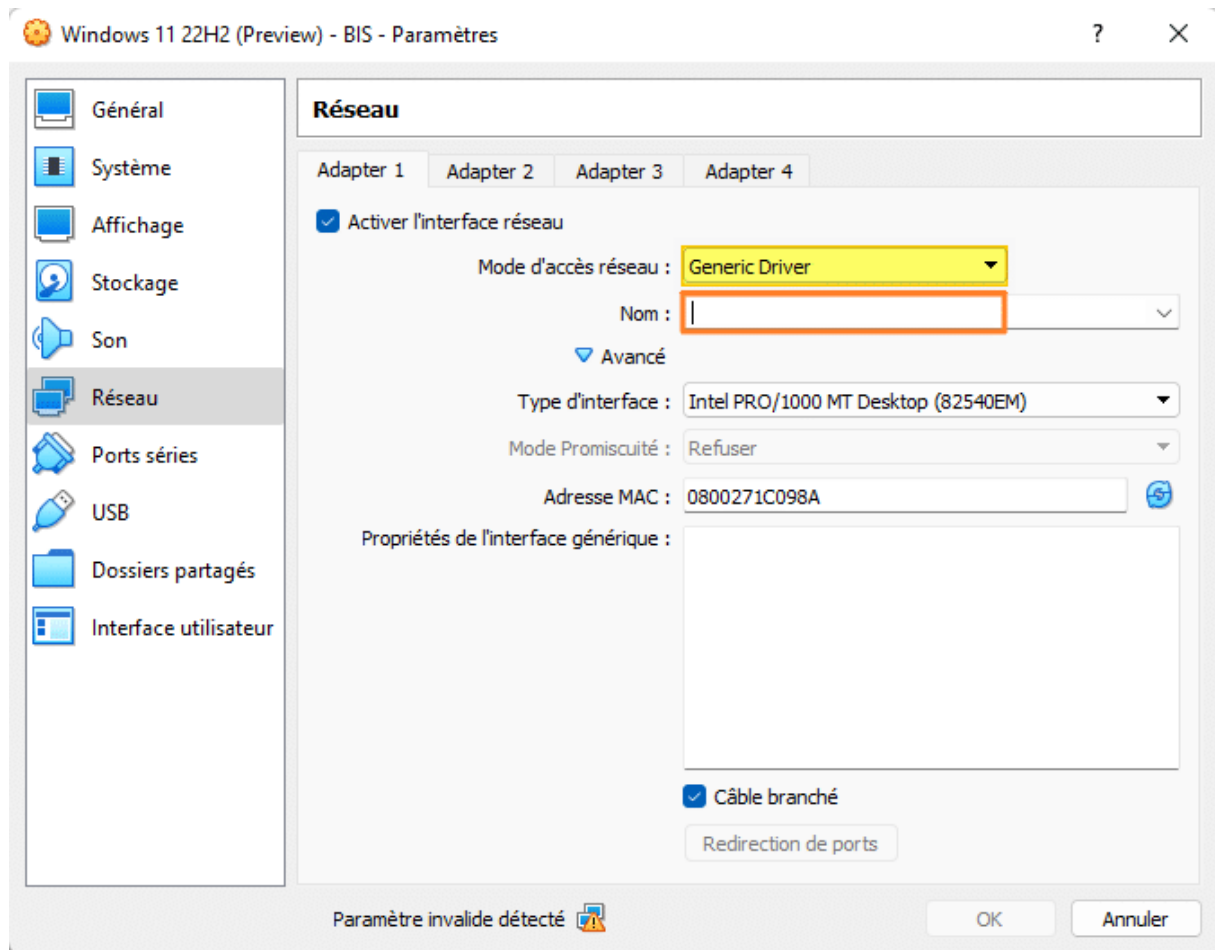 Windows 11 22H2 (Preview) - BIS - Paramètres
?
Général
Système
Affichage
Stockage
Son
Réseau
Ports séries
USB
Dossiers partagés
Interface utilisateur
Réseau
Adapter 1 Adapter 2 Adapter 3 Adapter 4
Activer l'interface réseau
Mode d'accès réseau : Generic Driver
Nom :
Avancé
Type d'interface : Intel PRO/1000 MT Desktop (82540EM)
Mode Promiscuité : Refuser
Adresse MAC : 0800271C098A
Propriétés de l'interface générique :
Câble branché
Redirection de ports
Paramètre invalide détecté
OK Annuler